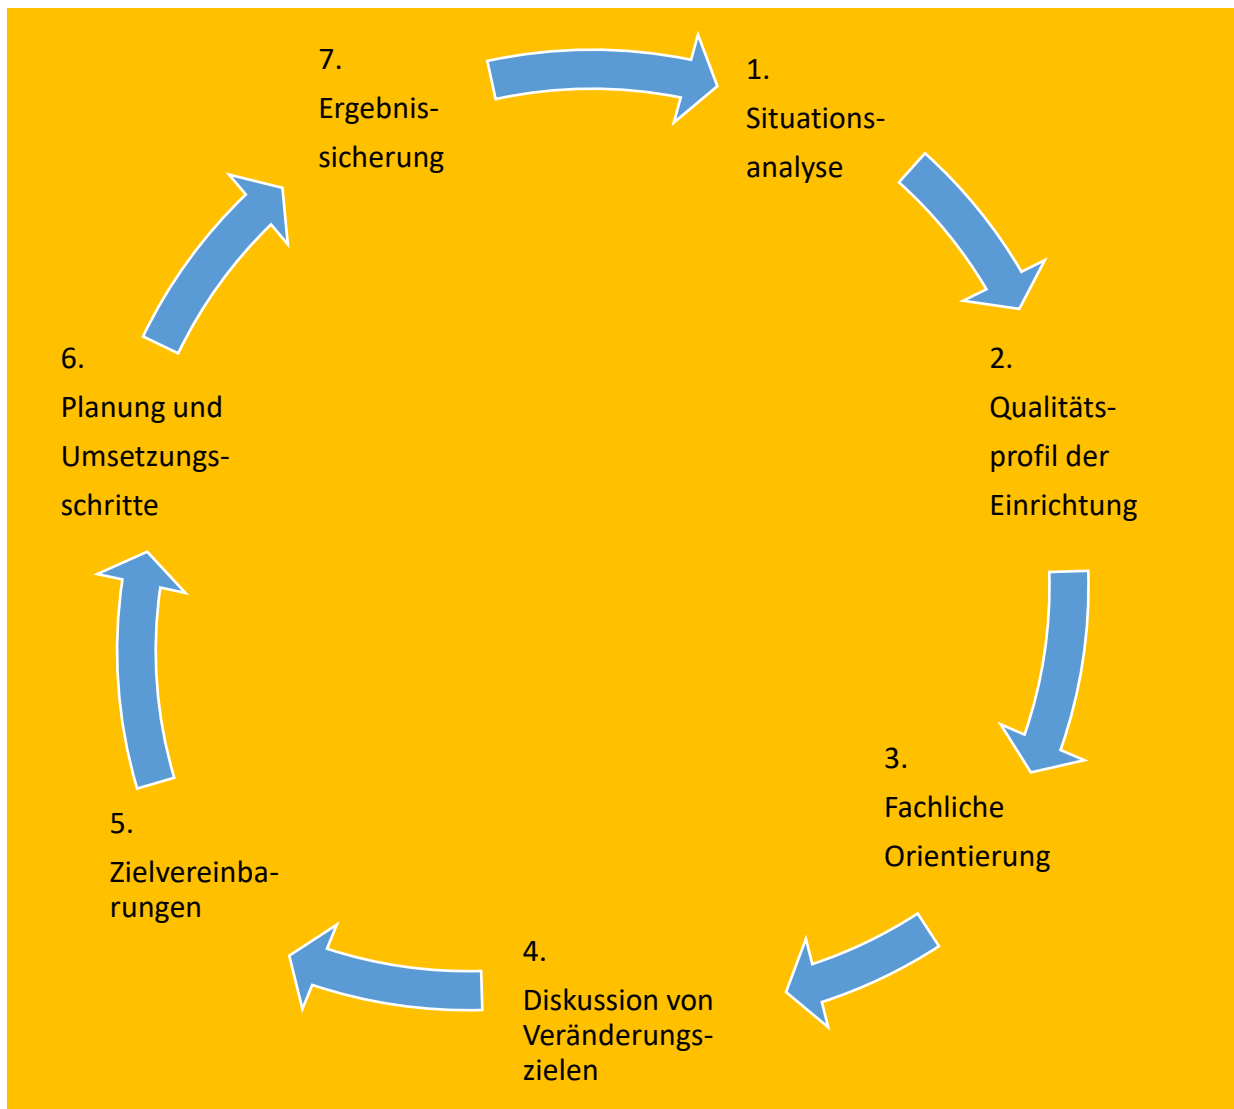 1.
Situations-
analyse
2.
Qualitäts-
profil der
Einrichtung
3.
Fachliche
Orientierung
4.
Diskussion von
Veränderungs-
zielen
5.
Zielvereinba-
rungen
6.
Planung und
Umsetzungs-
schritte
7.
Ergebnis-
sicherung